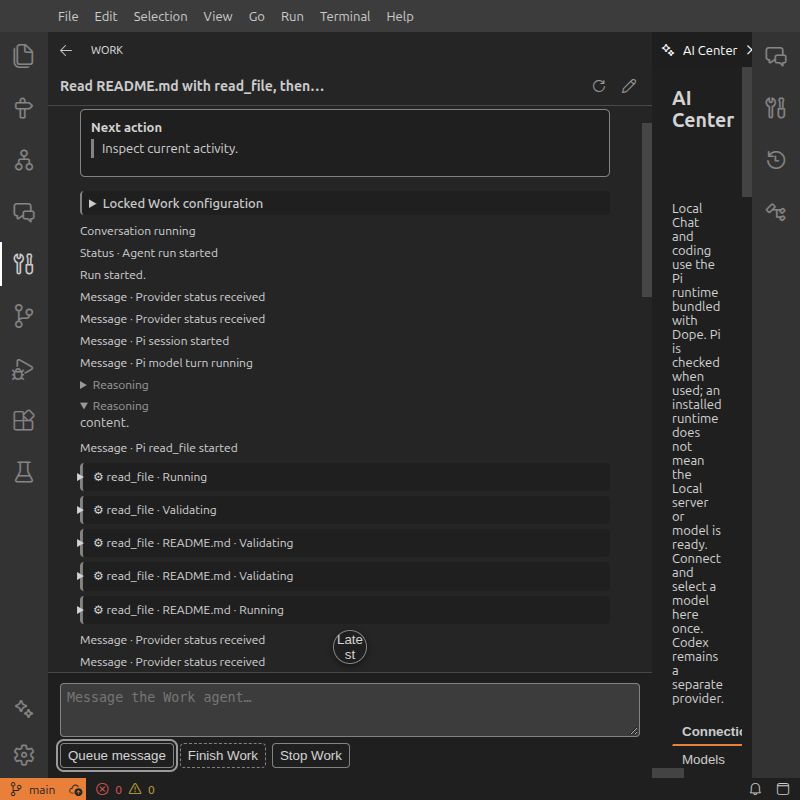 File Edit Selection View Go Run Terminal Help
WORK
Read README.md with read_file, then...
Next action
Inspect current activity.
Locked Work configuration
Conversation running
Status · Agent run started
Run started.
Message · Provider status received
Message · Provider status received
Message · Pi session started
Message · Pi model turn running
Reasoning
Reasoning
content.
Message · Pi read_file started
read_file · Running
read_file · Validating
read_file · README.md · Validating
read_file · README.md · Validating
read_file · README.md · Running
Message · Provider status received
Message · Provider status received
Late
st
Message the Work agent…
Queue message Finish Work Stop Work
AI Center
AI
Center
Local
Chat
and
coding
use the
Pi
runtime
bundled
with
Dope. Pi
is
checked
when
used; an
installed
runtime
does
not
mean
the
Local
server
or
model is
ready.
Connect
and
select a
model
here
once.
Codex
remains
a
separate
provider.
Connectic
Models
main 0 0